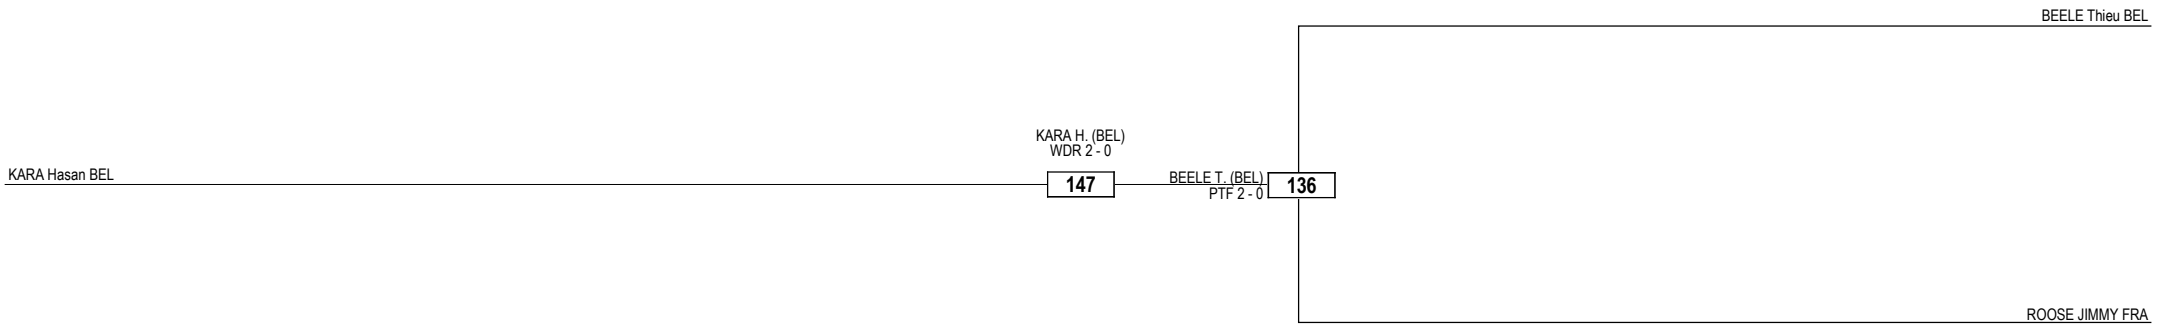 BEELE Thieu BEL
KARA H. (BEL)
WDR 2 - 0
KARA Hasan BEL
147
BEELE T. (BEL)
PTF 2 - 0
136
ROOSE JIMMY FRA